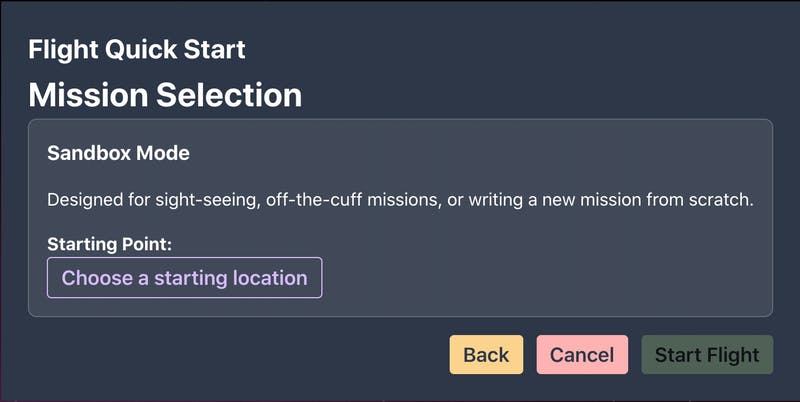 Flight Quick Start
Mission Selection
Sandbox Mode
Designed for sight-seeing, off-the-cuff missions, or writing a new mission from scratch.
Starting Point:
Choose a starting location
Back Cancel Start Flight